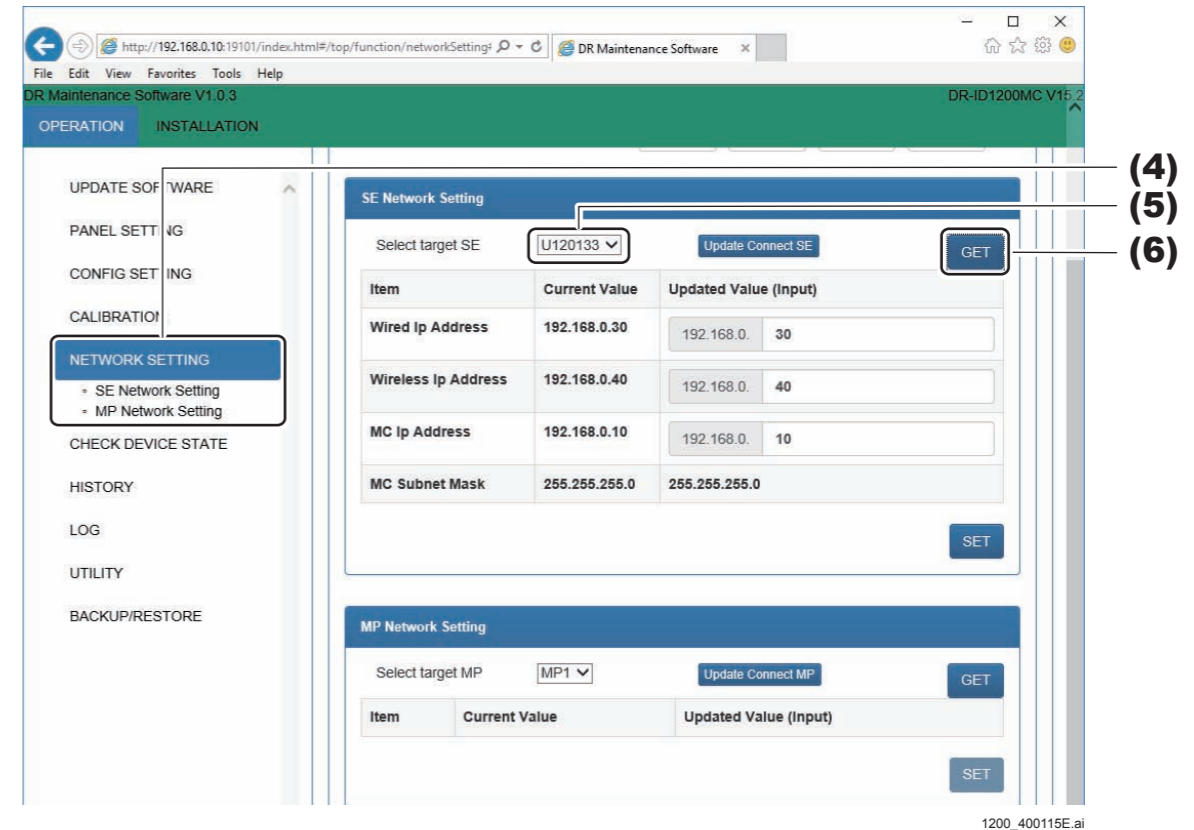 http://192.168.0.10:19101/index.html#/top/function/networkSetting
DR Maintenance Software
File Edit View Favorites Tools Help
DR Maintenance Software V1.0.3 DR-ID1200MC V15.2
OPERATION INSTALLATION
UPDATE SOFTWARE
PANEL SETTING
CONFIG SETTING
CALIBRATION
NETWORK SETTING
SE Network Setting
MP Network Setting
CHECK DEVICE STATE
HISTORY
LOG
UTILITY
BACKUP/RESTORE
SE Network Setting
Select target SE U120133 Update Connect SE GET
Item Current Value Updated Value (Input)
Wired Ip Address 192.168.0.30 192.168.0. 30
Wireless Ip Address 192.168.0.40 192.168.0. 40
MC Ip Address 192.168.0.10 192.168.0. 10
MC Subnet Mask 255.255.255.0 255.255.255.0
SET
MP Network Setting
Select target MP MP1 Update Connect MP GET
Item Current Value Updated Value (Input)
SET
(4)
(5)
(6)
1200_400115E.ai